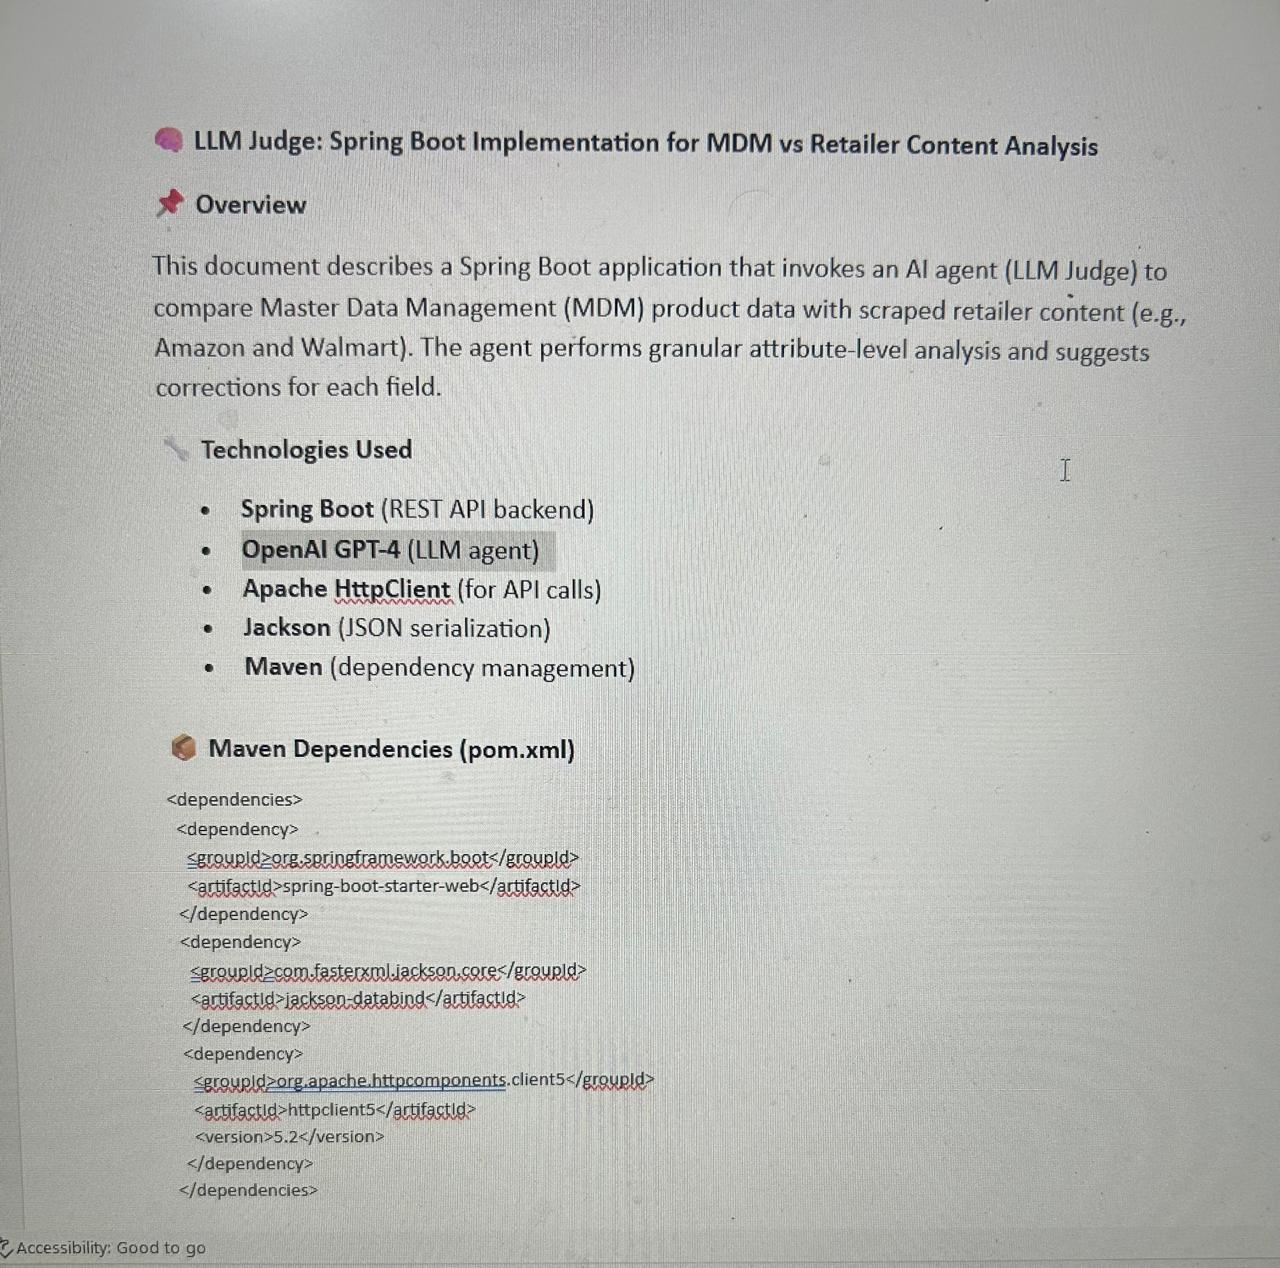 🧠 LLM Judge: Spring Boot Implementation for MDM vs Retailer Content Analysis
📌 Overview
This document describes a Spring Boot application that invokes an AI agent (LLM Judge) to
compare Master Data Management (MDM) product data with scraped retailer content (e.g.,
Amazon and Walmart). The agent performs granular attribute-level analysis and suggests
corrections for each field.
🔧 Technologies Used
• Spring Boot (REST API backend)
• OpenAI GPT-4 (LLM agent)
• Apache HttpClient (for API calls)
• Jackson (JSON serialization)
• Maven (dependency management)
📦 Maven Dependencies (pom.xml)
<dependencies>
<dependency>
<groupId>org.springframework.boot</groupId>
<artifactId>spring-boot-starter-web</artifactId>
</dependency>
<dependency>
<groupId>com.fasterxml.jackson.core</groupId>
<artifactId>jackson-databind</artifactId>
</dependency>
<dependency>
<groupId>org.apache.httpcomponents.client5</groupId>
<artifactId>httpclient5</artifactId>
<version>5.2</version>
</dependency>
</dependencies>
Accessibility: Good to go